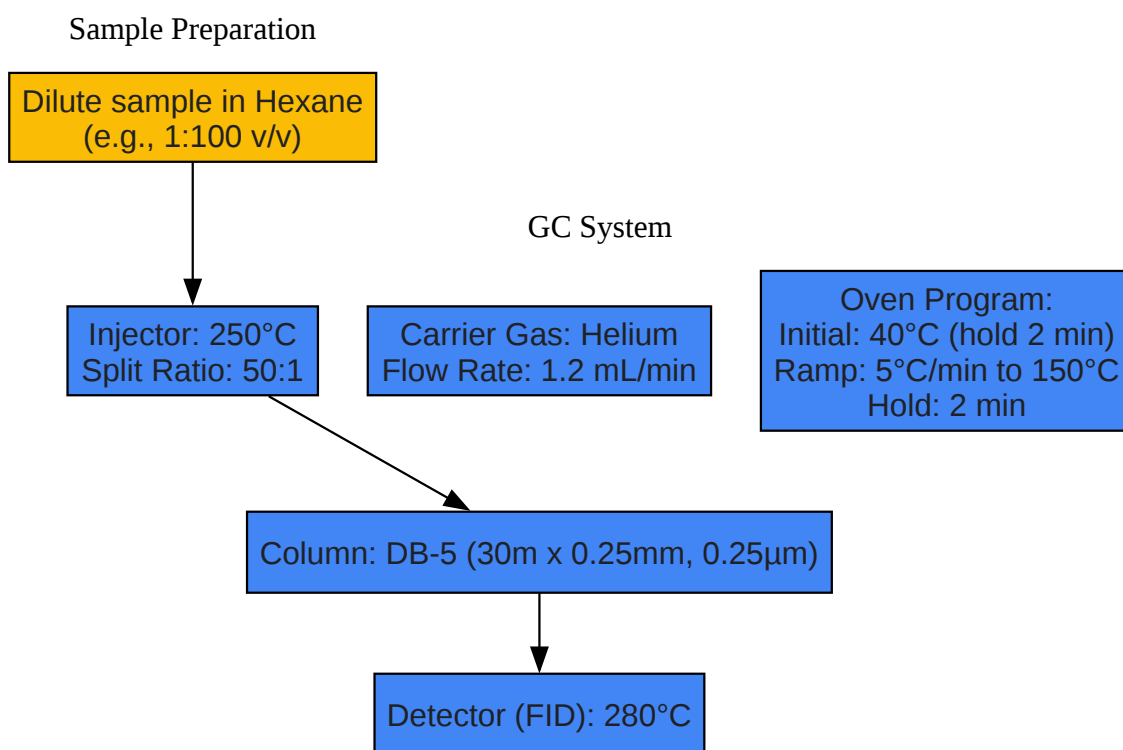 Sample Preparation
Dilute sample in Hexane
(e.g., 1:100 v/v)
GC System
Injector: 250°C
Split Ratio: 50:1
Carrier Gas: Helium
Flow Rate: 1.2 mL/min
Oven Program:
Initial: 40°C (hold 2 min)
Ramp: 5°C/min to 150°C
Hold: 2 min
Column: DB-5 (30m x 0.25mm, 0.25µm)
Detector (FID): 280°C